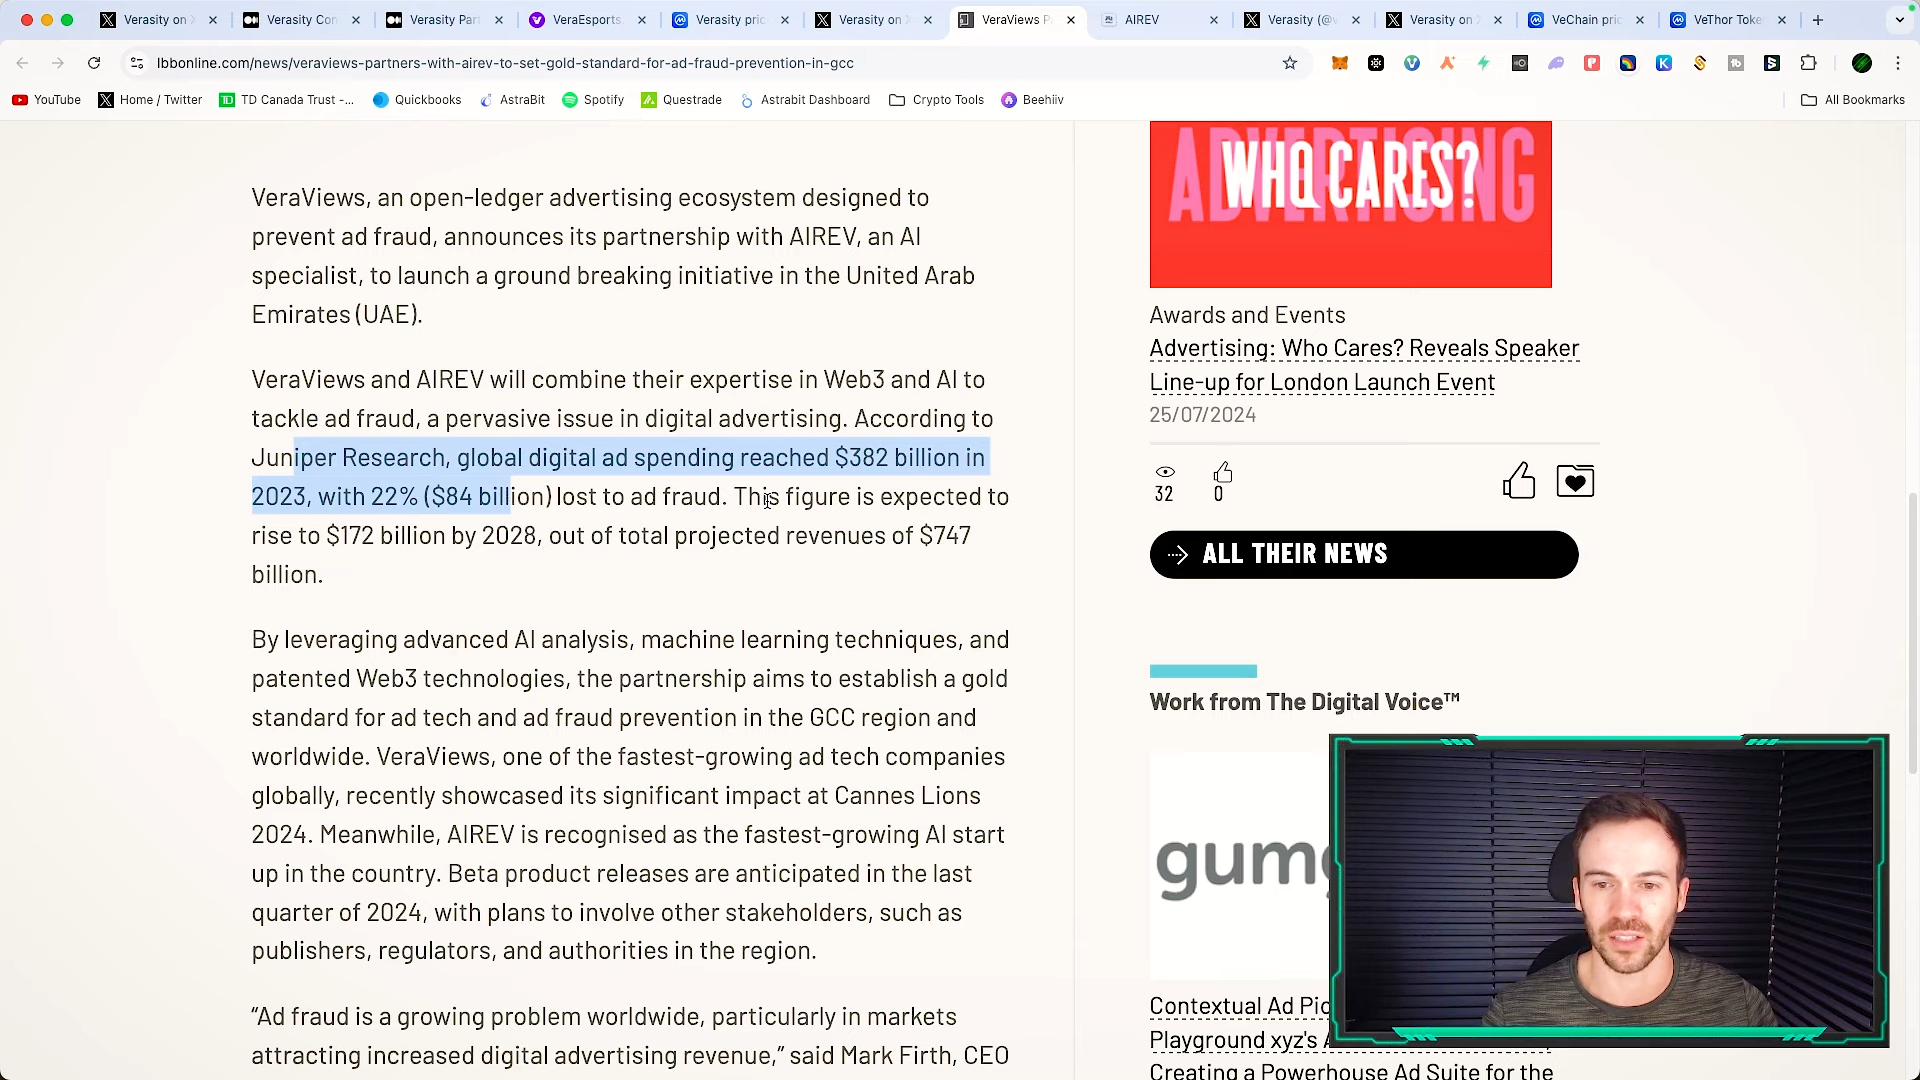 Verasity on
Verasity Con
Verasity Part
VeraEsports,
Verasity pric
Verasity on
VeraViews P
AIREV
Verasity (@v
Verasity on
VeChain pric
VeThor Toke
lbbonline.com/news/veraviews-partners-with-airev-to-set-gold-standard-for-ad-fraud-prevention-in-gcc
YouTube
Home / Twitter
TD Canada Trust -...
Quickbooks
AstraBit
Spotify
Questrade
Astrabit Dashboard
Crypto Tools
Beehiiv
All Bookmarks
VeraViews, an open-ledger advertising ecosystem designed to
prevent ad fraud, announces its partnership with AIREV, an AI
specialist, to launch a ground breaking initiative in the United Arab
Emirates (UAE).
VeraViews and AIREV will combine their expertise in Web3 and AI to
tackle ad fraud, a pervasive issue in digital advertising. According to
Juniper Research, global digital ad spending reached $382 billion in
2023, with 22% ($84 billion) lost to ad fraud. This figure is expected to
rise to $172 billion by 2028, out of total projected revenues of $747
billion.
By leveraging advanced AI analysis, machine learning techniques, and
patented Web3 technologies, the partnership aims to establish a gold
standard for ad tech and ad fraud prevention in the GCC region and
worldwide. VeraViews, one of the fastest-growing ad tech companies
globally, recently showcased its significant impact at Cannes Lions
2024. Meanwhile, AIREV is recognised as the fastest-growing AI start
up in the country. Beta product releases are anticipated in the last
quarter of 2024, with plans to involve other stakeholders, such as
publishers, regulators, and authorities in the region.
“Ad fraud is a growing problem worldwide, particularly in markets
attracting increased digital advertising revenue,” said Mark Firth, CEO
ADVERTISING
WHO CARES?
Awards and Events
Advertising: Who Cares? Reveals Speaker
Line-up for London Launch Event
25/07/2024
32
0
ALL THEIR NEWS
Work from The Digital Voice™
gumg
Contextual Ad Pio
Playground xyz's A
Creating a Powerhouse Ad Suite for the